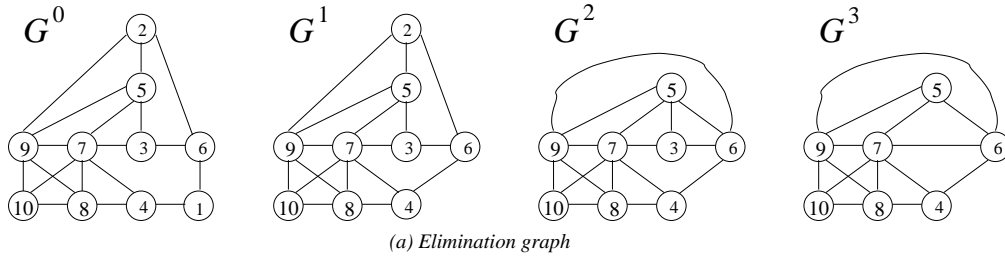 G⁰ G¹ G² G³
2 2
5 5 5 5
9 7 3 6 9 7 3 6 9 7 3 6 9 7 6
10 8 4 1 10 8 4 10 8 4 10 8 4
(a) Elimination graph